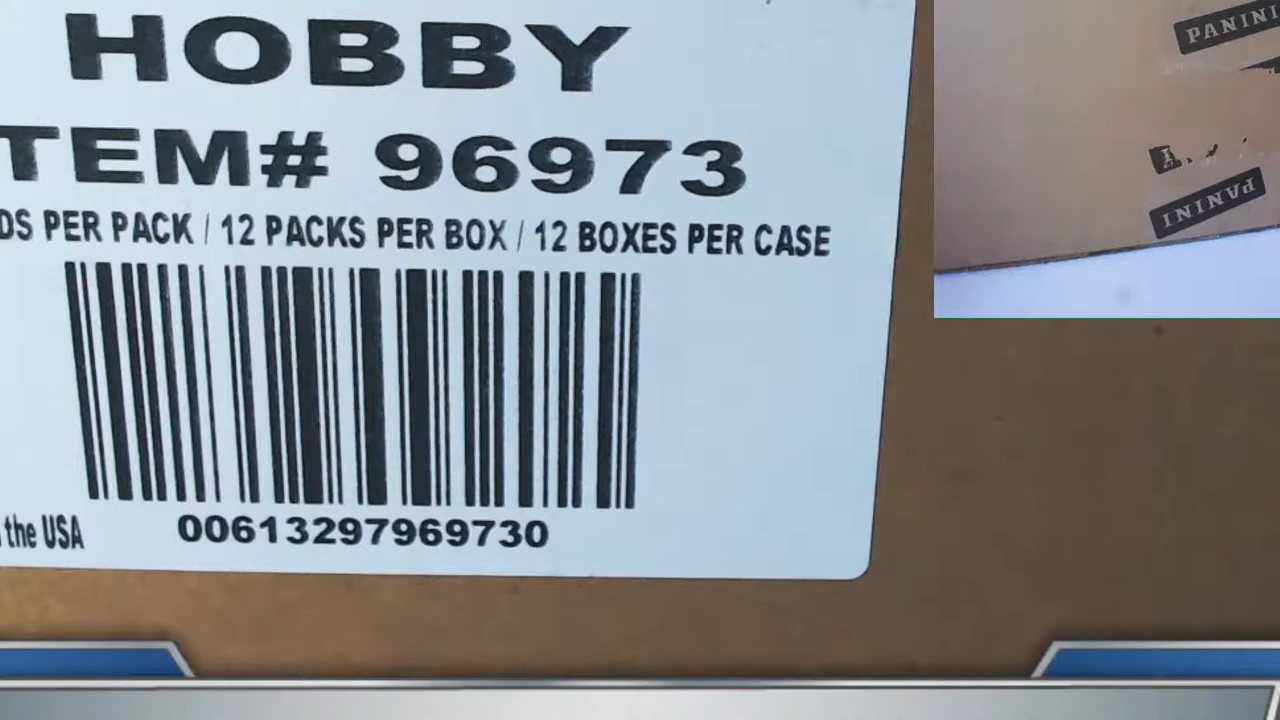 HOBBY
TEM# 96973
DS PER PACK / 12 PACKS PER BOX / 12 BOXES PER CASE
the USA
00613297969730
PANINI
PANINI